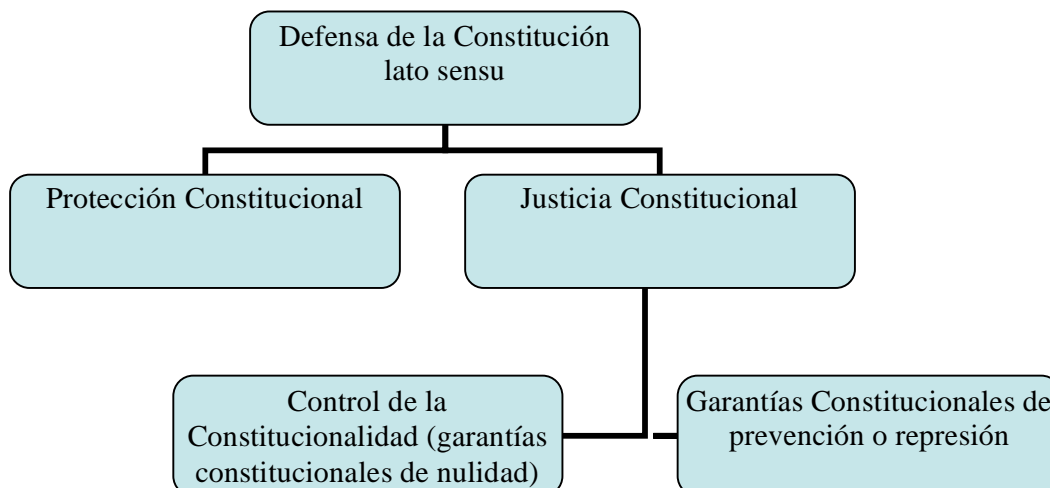 Defensa de la Constitución
lato sensu
Protección Constitucional
Justicia Constitucional
Control de la
Constitucionalidad (garantías
constitucionales de nulidad)
Garantías Constitucionales de
prevención o represión